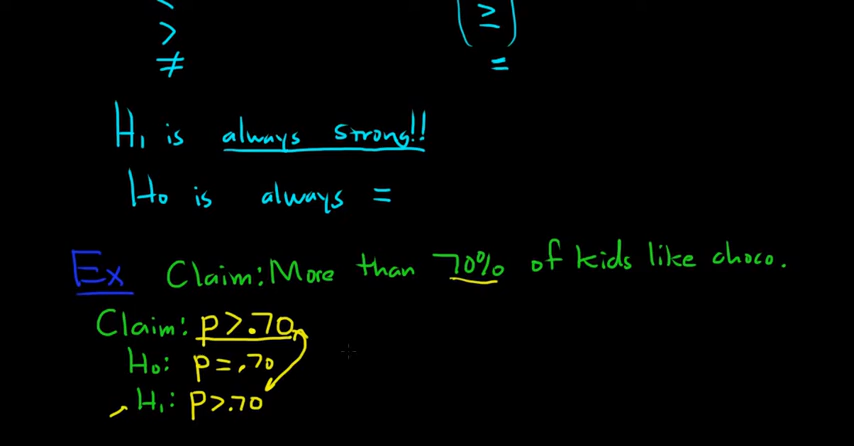 > (≥)
≠ =
H₁ is always strong!!
H₀ is always =
Ex Claim: More than 70% of kids like choco.
Claim: p > .70
H₀: p = .70
H₁: p > .70